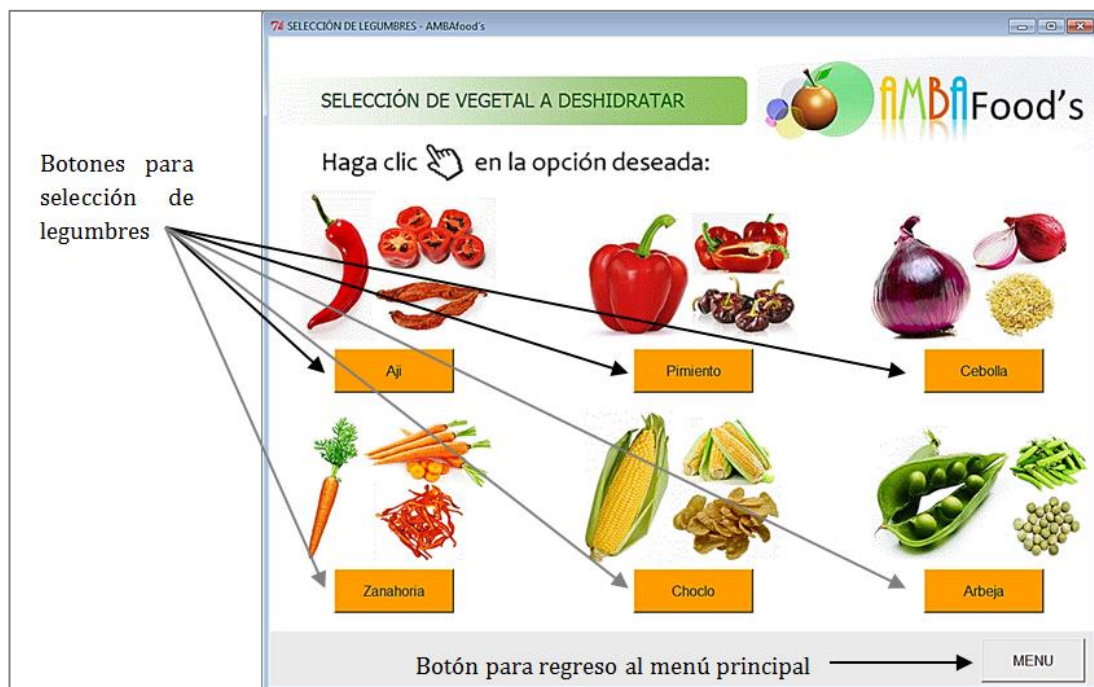 SELECCIÓN DE LEGUMBRES - AMBAfood's
SELECCIÓN DE VEGETAL A DESHIDRATAR
AMBAFood's
Haga clic en la opción deseada:
Botones para
selección de
legumbres
Aji
Pimiento
Cebolla
Zanahoria
Choclo
Arbeja
Botón para regreso al menú principal
MENU